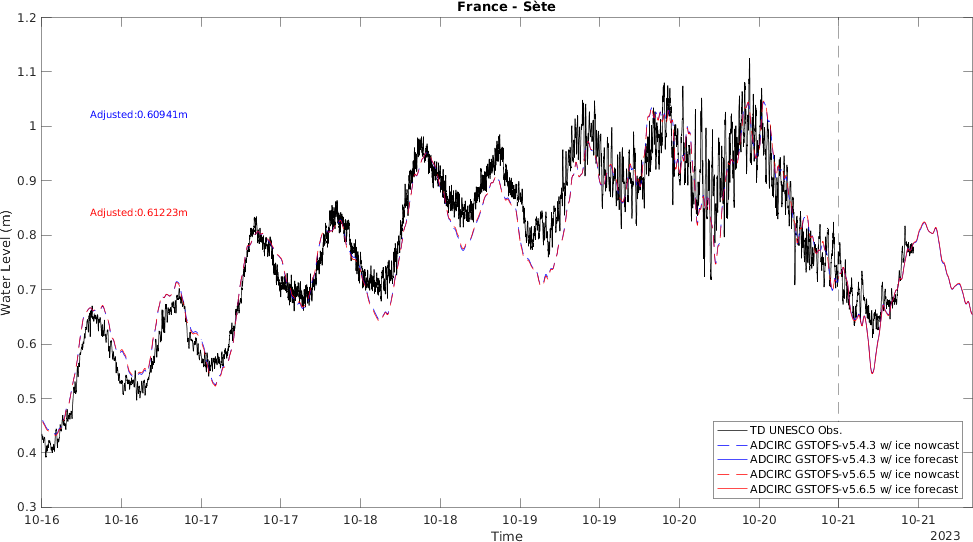 France - Sète
1.2
1.1
1
0.9
0.8
0.7
0.6
0.5
0.4
0.3
Water Level (m)
Adjusted:0.60941m
Adjusted:0.61223m
TD UNESCO Obs.
ADCIRC GSTOFS-v5.4.3 w/ ice nowcast
ADCIRC GSTOFS-v5.4.3 w/ ice forecast
ADCIRC GSTOFS-v5.6.5 w/ ice nowcast
ADCIRC GSTOFS-v5.6.5 w/ ice forecast
10-16 10-16 10-17 10-17 10-18 10-18 10-19 10-19 10-20 10-20 10-21 10-21
Time
2023